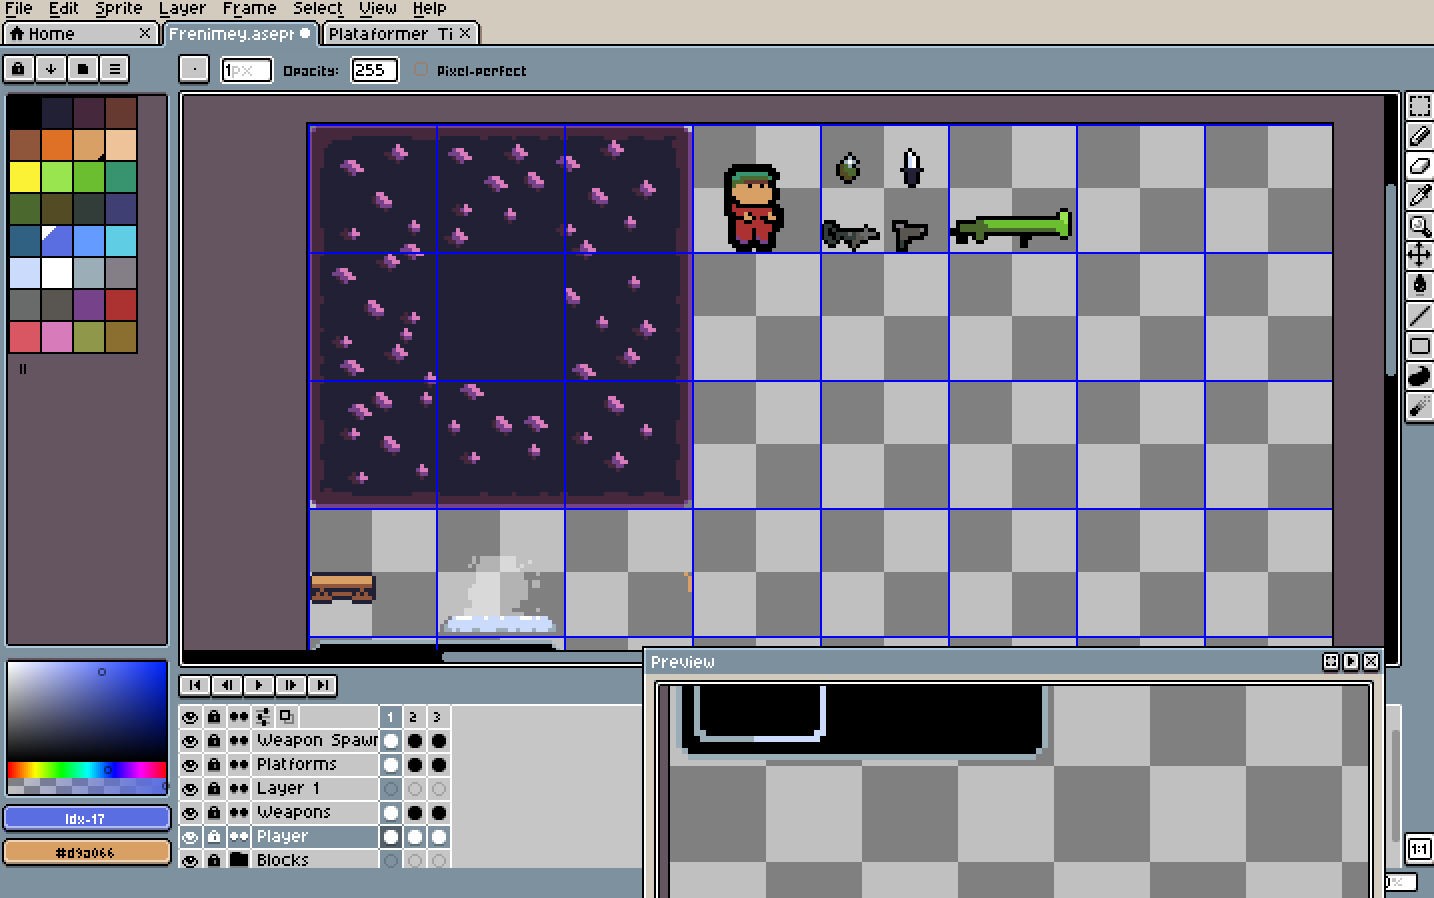 File Edit Sprite Layer Frame Select View Help
Home Frenimey.asepr Plataformer Ti
1px Opacity: 255 Pixel-perfect
Idx-17
#d9a066
1 2 3
Weapon Spawr
Platforms
Layer 1
Weapons
Player
Blocks
Preview
1:1